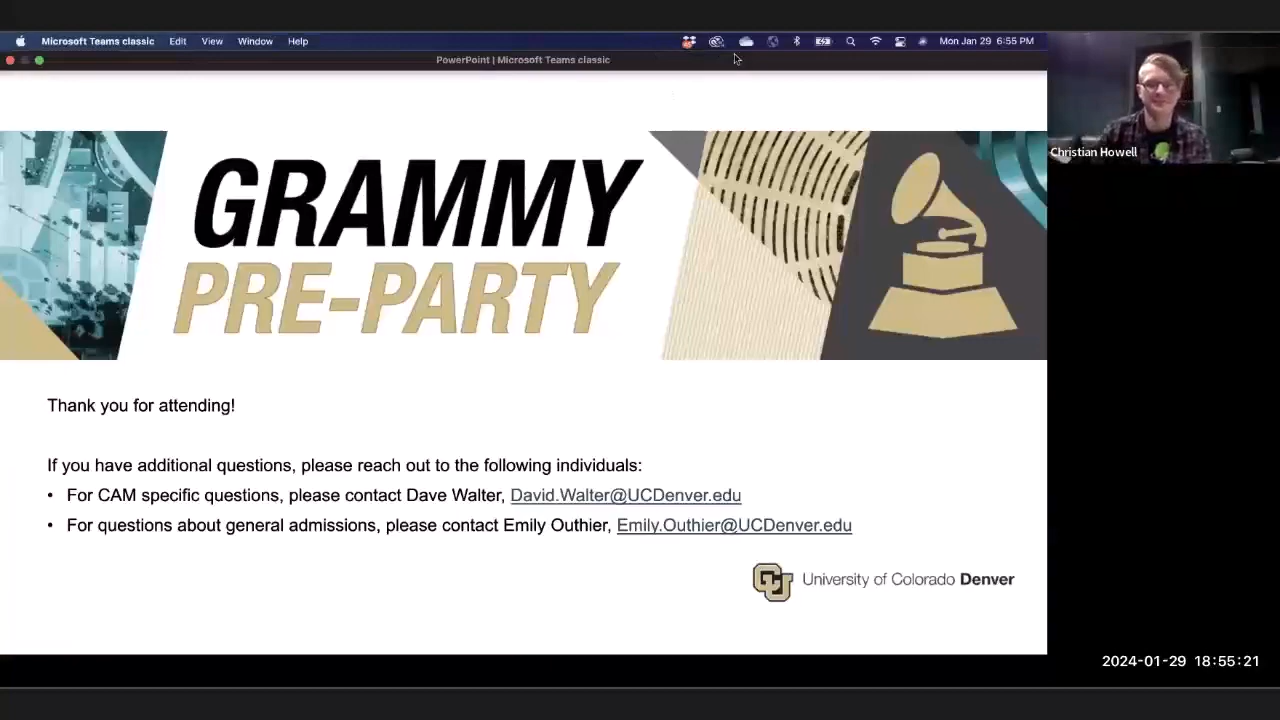 Microsoft Teams classic Edit View Window Help Mon Jan 29 6:55 PM
PowerPoint | Microsoft Teams classic
GRAMMY
PRE-PARTY
Christian Howell
Thank you for attending!
If you have additional questions, please reach out to the following individuals:
• For CAM specific questions, please contact Dave Walter, David.Walter@UCDenver.edu
• For questions about general admissions, please contact Emily Outhier, Emily.Outhier@UCDenver.edu
CU University of Colorado Denver
2024-01-29 18:55:21